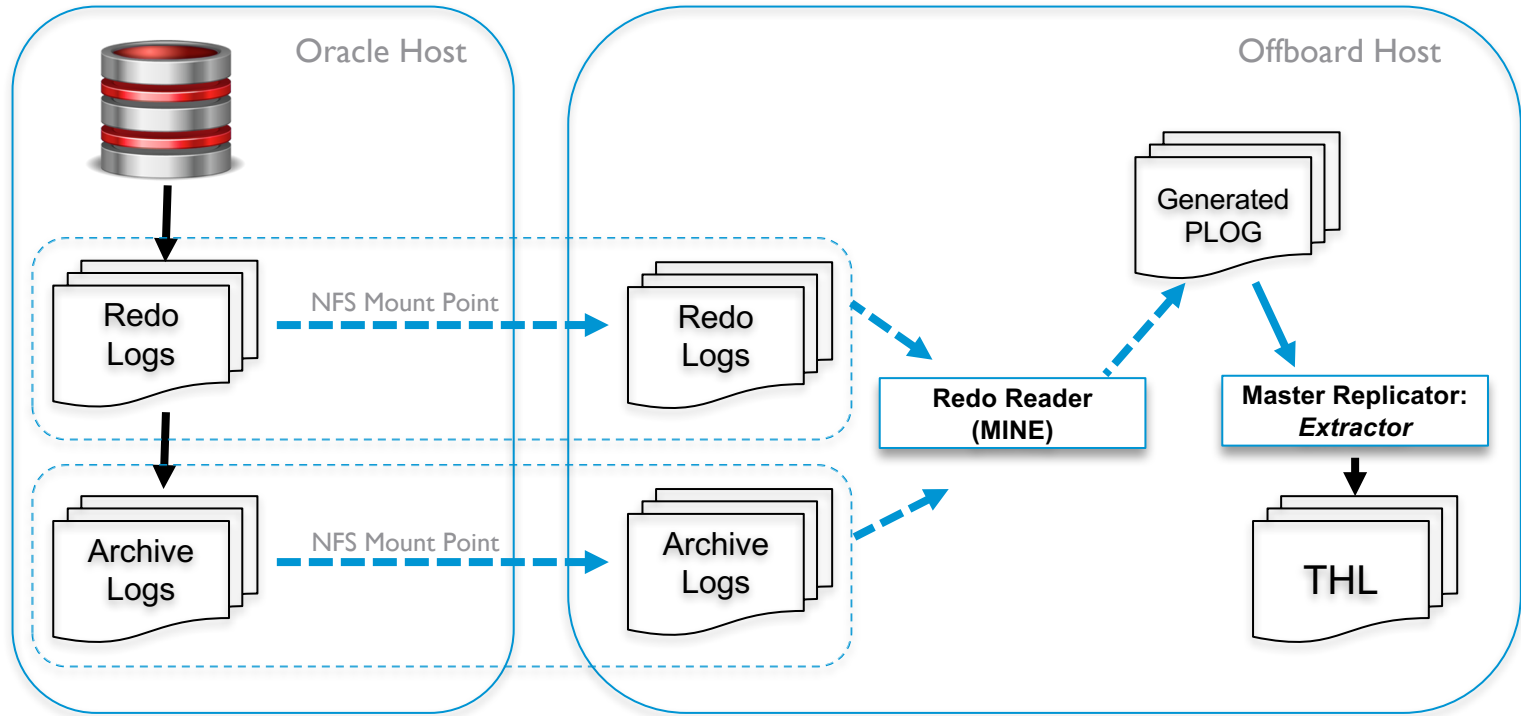 Oracle Host
Offboard Host
Generated
PLOG
NFS Mount Point
Redo
Logs
Redo
Logs
Redo Reader
(MINE)
Master Replicator:
Extractor
NFS Mount Point
Archive
Logs
Archive
Logs
THL